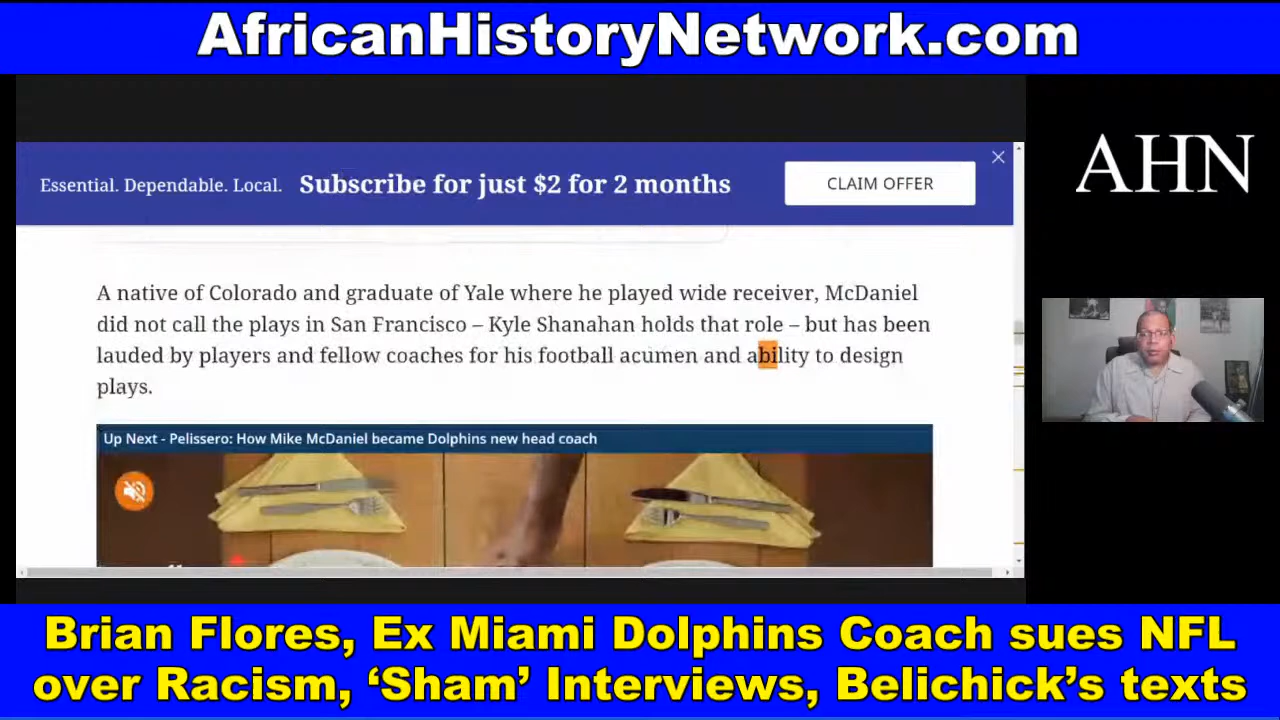 AfricanHistoryNetwork.com
Essential. Dependable. Local. Subscribe for just $2 for 2 months CLAIM OFFER
AHN
A native of Colorado and graduate of Yale where he played wide receiver, McDaniel
did not call the plays in San Francisco – Kyle Shanahan holds that role – but has been
lauded by players and fellow coaches for his football acumen and ability to design
plays.
Up Next - Pelissero: How Mike McDaniel became Dolphins new head coach
Brian Flores, Ex Miami Dolphins Coach sues NFL
over Racism, ‘Sham’ Interviews, Belichick’s texts